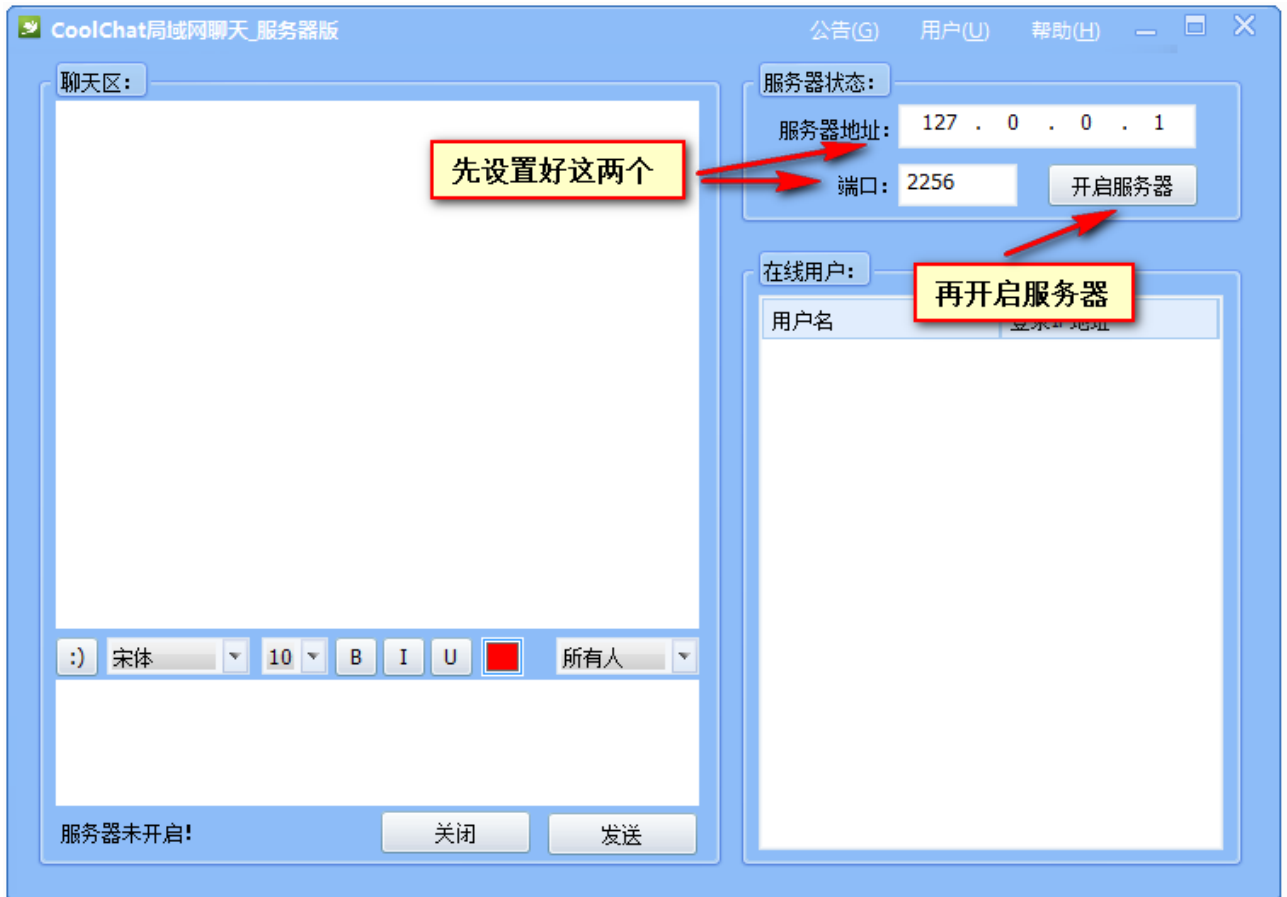 CoolChat局域网聊天_服务器版 公告(G) 用户(U) 帮助(H)
聊天区：
服务器状态：
服务器地址： 127 . 0 . 0 . 1
先设置好这两个
端口： 2256 开启服务器
在线用户：
再开启服务器
用户名
:) 宋体 10 B I U 所有人
服务器未开启! 关闭 发送